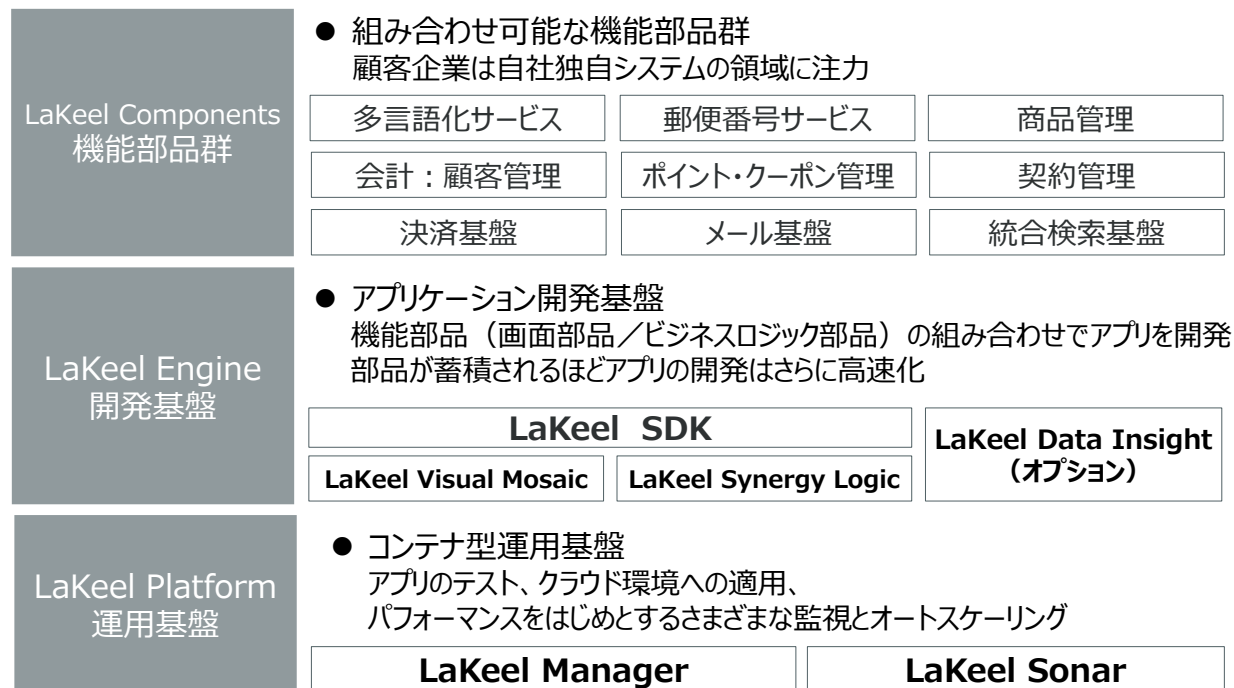 LaKeel Components
機能部品群
● 組み合わせ可能な機能部品群
顧客企業は自社独自システムの領域に注力
多言語化サービス
郵便番号サービス
商品管理
会計：顧客管理
ポイント・クーポン管理
契約管理
決済基盤
メール基盤
統合検索基盤
LaKeel Engine
開発基盤
● アプリケーション開発基盤
機能部品（画面部品／ビジネスロジック部品）の組み合わせでアプリを開発
部品が蓄積されるほどアプリの開発はさらに高速化
LaKeel SDK
LaKeel Visual Mosaic
LaKeel Synergy Logic
LaKeel Data Insight
（オプション）
LaKeel Platform
運用基盤
● コンテナ型運用基盤
アプリのテスト、クラウド環境への適用、
パフォーマンスをはじめとするさまざまな監視とオートスケーリング
LaKeel Manager
LaKeel Sonar